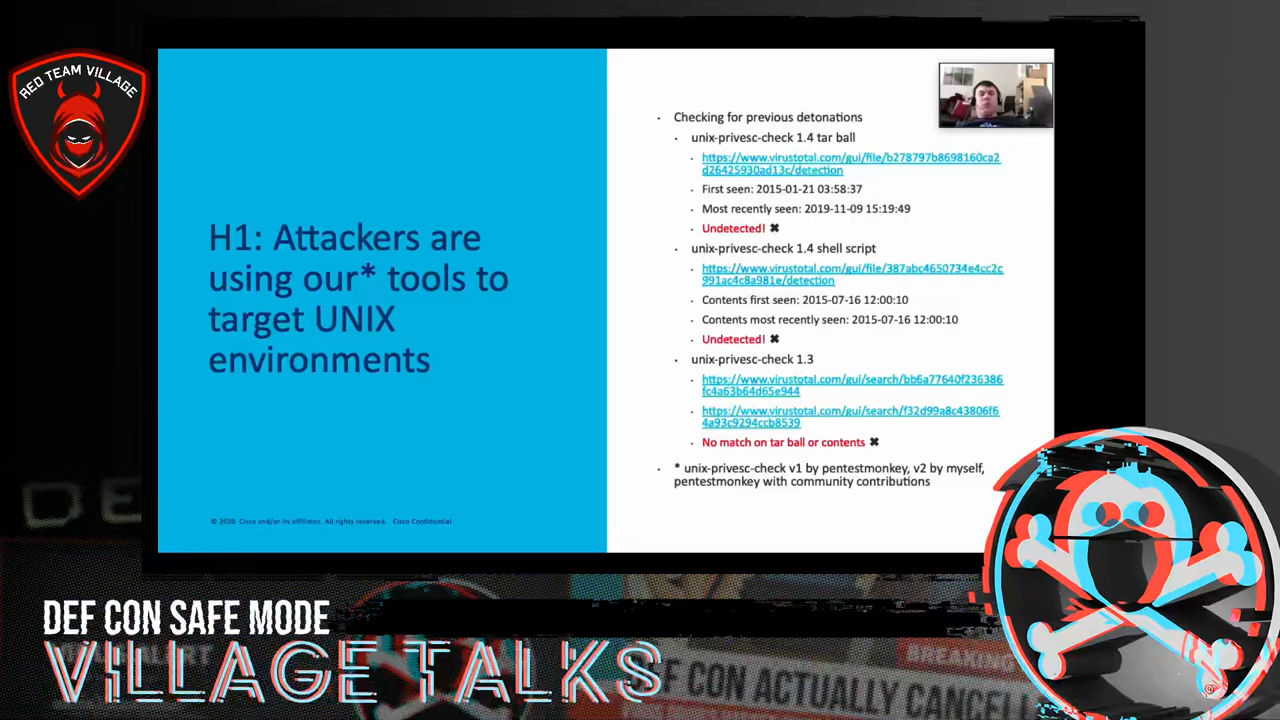 RED TEAM VILLAGE
H1: Attackers are
using our* tools to
target UNIX
environments
© 2020 Cisco and/or its affiliates. All rights reserved. Cisco Confidential
Checking for previous detonations
unix-privesc-check 1.4 tar ball
https://www.virustotal.com/gui/file/b278797b8698160ca2
d26425930ad13c/detection
First seen: 2015-01-21 03:58:37
Most recently seen: 2019-11-09 15:19:49
Undetected! ✖
unix-privesc-check 1.4 shell script
https://www.virustotal.com/gui/file/387abc4650734e4cc2c
991ac4c8a981e/detection
Contents first seen: 2015-07-16 12:00:10
Contents most recently seen: 2015-07-16 12:00:10
Undetected! ✖
unix-privesc-check 1.3
https://www.virustotal.com/gui/search/bb6a77640f236386
fc4a63b64d65e944
https://www.virustotal.com/gui/search/f32d99a8c43806f6
4a93c9294ccb8539
No match on tar ball or contents ✖
* unix-privesc-check v1 by pentestmonkey, v2 by myself,
pentestmonkey with community contributions
DE
DEF CON SAFE MODE
VILLAGE TALKS
BREAKING
DEF CON ACTUALLY CANCELL